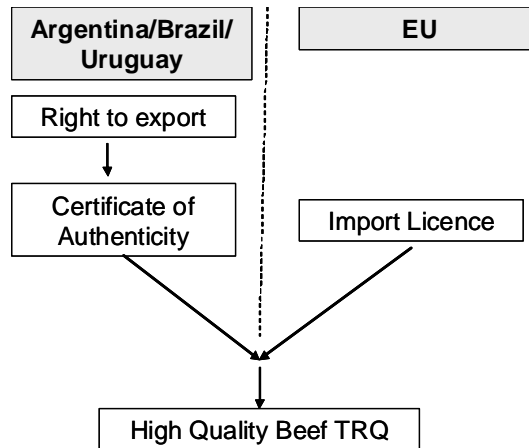 Argentina/Brazil/
Uruguay
EU
Right to export
Certificate of
Authenticity
Import Licence
High Quality Beef TRQ